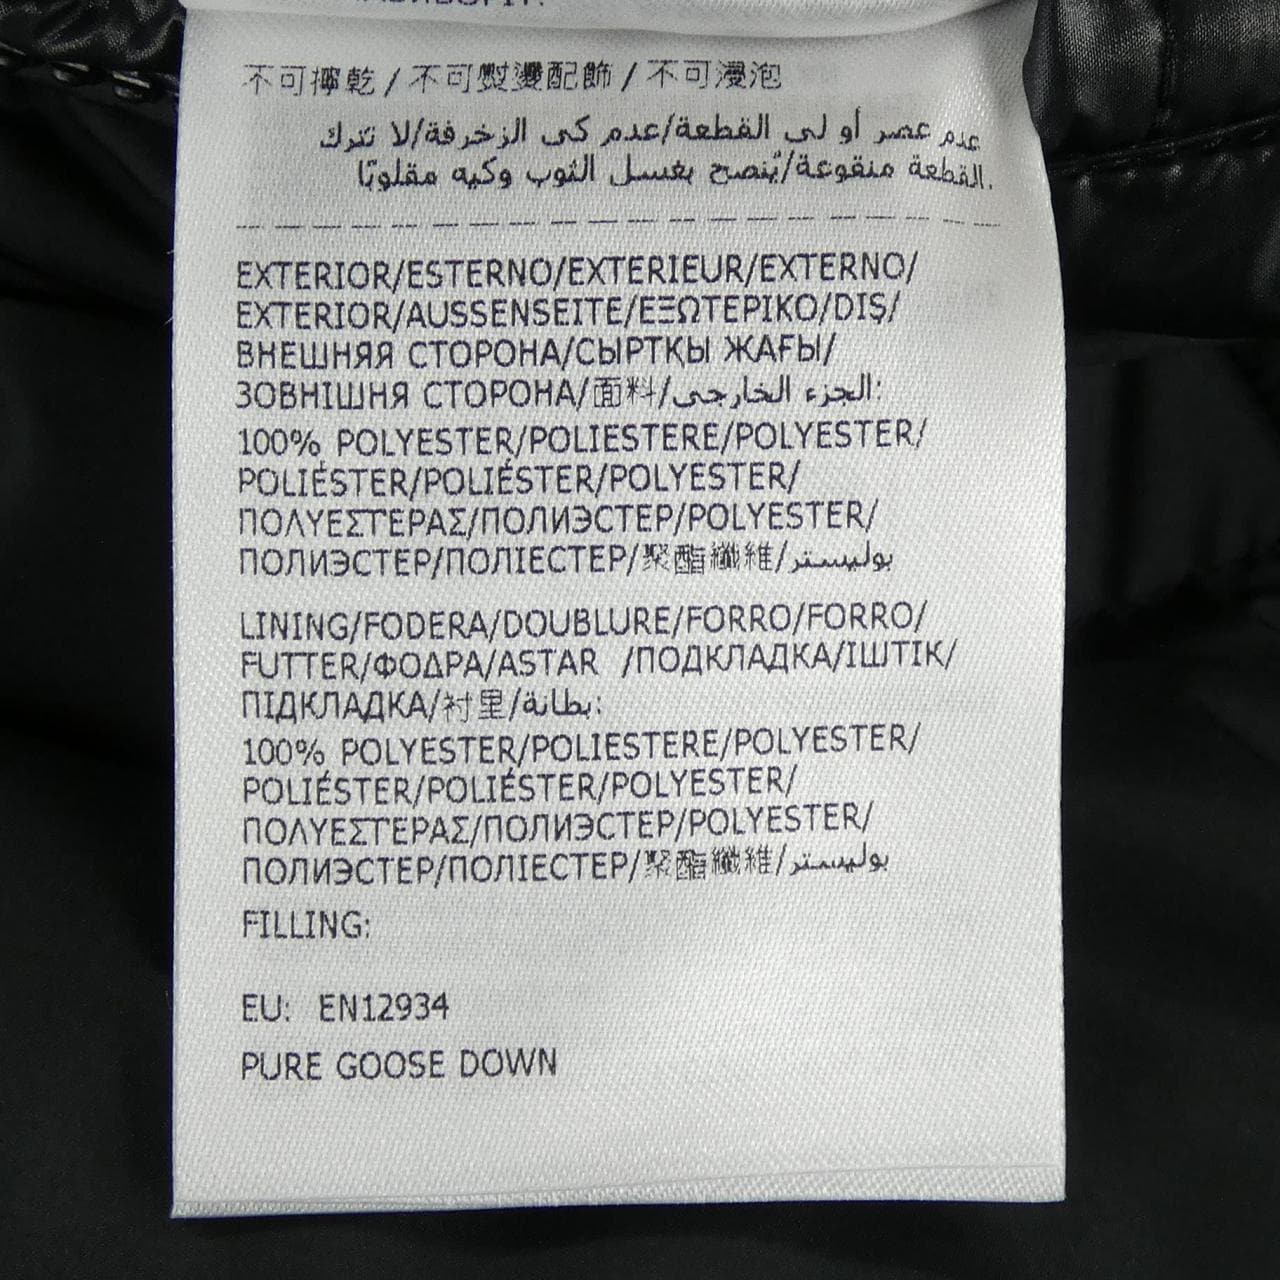 不可擰乾/不可熨燙配飾/不可浸泡
عدم عصر أو لي القطعة/عدم كي الزخرفة/لا تترك
القطعة منقوعة/يُنصح بغسل الثوب وكيه مقلوبًا.
EXTERIOR/ESTERNO/EXTERIEUR/EXTERNO/
EXTERIOR/AUSSENSEITE/ΕΞΩΤΕΡΙΚΟ/DIŞ/
ВНЕШНЯЯ СТОРОНА/СЫРТҚЫ ЖАҒЫ/
ЗОВНІШНЯ СТОРОНА/面料/الجزء الخارجي:
100% POLYESTER/POLIESTERE/POLYESTER/
POLIÉSTER/POLIÉSTER/POLYESTER/
ΠΟΛΥΕΣΤΕΡΑΣ/ПОЛИЭСТЕР/POLYESTER/
ПОЛИЭСТЕР/ПОЛІЕСТЕР/聚酯纖維/بوليستر
LINING/FODERA/DOUBLURE/FORRO/FORRO/
FUTTER/ΦΟΔΡΑ/ASTAR /ПОДКЛАДКА/ІШТІК/
ПІДКЛАДКА/衬里/بطانة:
100% POLYESTER/POLIESTERE/POLYESTER/
POLIÉSTER/POLIÉSTER/POLYESTER/
ΠΟΛΥΕΣΤΕΡΑΣ/ПОЛИЭСТЕР/POLYESTER/
ПОЛИЭСТЕР/ПОЛІЕСТЕР/聚酯纖維/بوليستر
FILLING:
EU: EN12934
PURE GOOSE DOWN